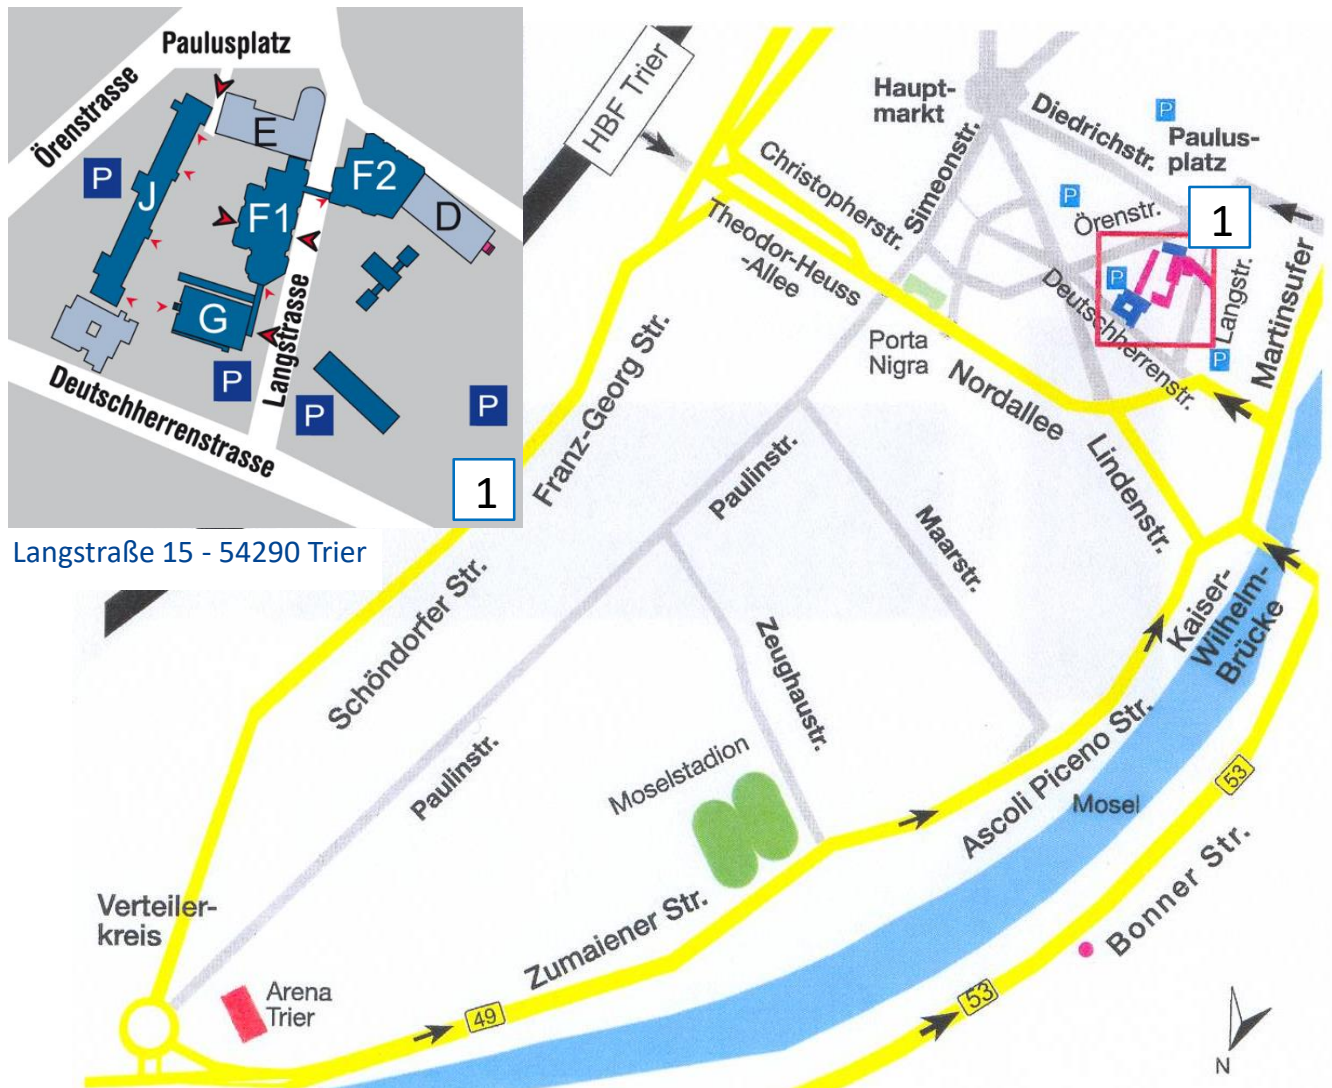 Paulusplatz
Örenstrasse
E
P
J
F1
F2
D
G
Langstrasse
P
P
P
Deutschherrenstrasse
1
Langstraße 15 - 54290 Trier
HBF Trier
Haupt-
markt
Diedrichstr.
P
Paulus-
platz
Christopherstr.
Simeonstr.
P
Örenstr.
1
Theodor-Heuss
-Allee
P
Deutschherrenstr.
Langstr.
P
Martinsufer
Porta
Nigra
Nordallee
Franz-Georg Str.
Paulinstr.
Lindenstr.
Maarstr.
Kaiser-
Wilhelm-
Brücke
Schöndorfer Str.
Zeughaustr.
Paulinstr.
Moselstadion
Ascoli Piceno Str.
Mosel
53
Bonner Str.
Zumaiener Str.
Verteiler-
kreis
Arena
Trier
49
53
N